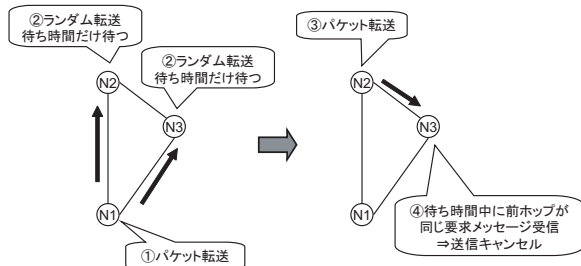 ②ランダム転送
待ち時間だけ待つ
②ランダム転送
待ち時間だけ待つ
N2
N3
N1
①パケット転送
③パケット転送
N2
N3
N1
④待ち時間中に前ホップが
同じ要求メッセージ受信
⇒送信キャンセル